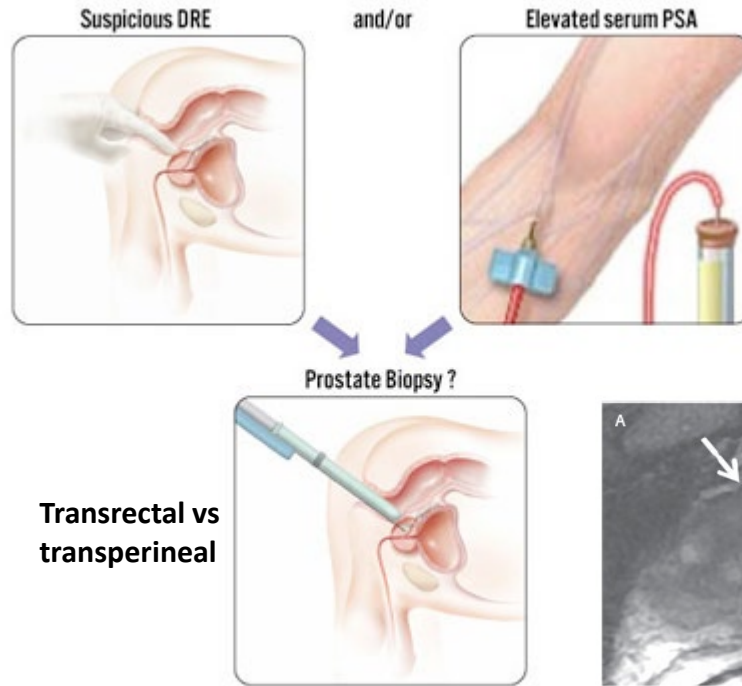 Suspicious DRE and/or Elevated serum PSA
Prostate Biopsy ?
A
Transrectal vs
transperineal